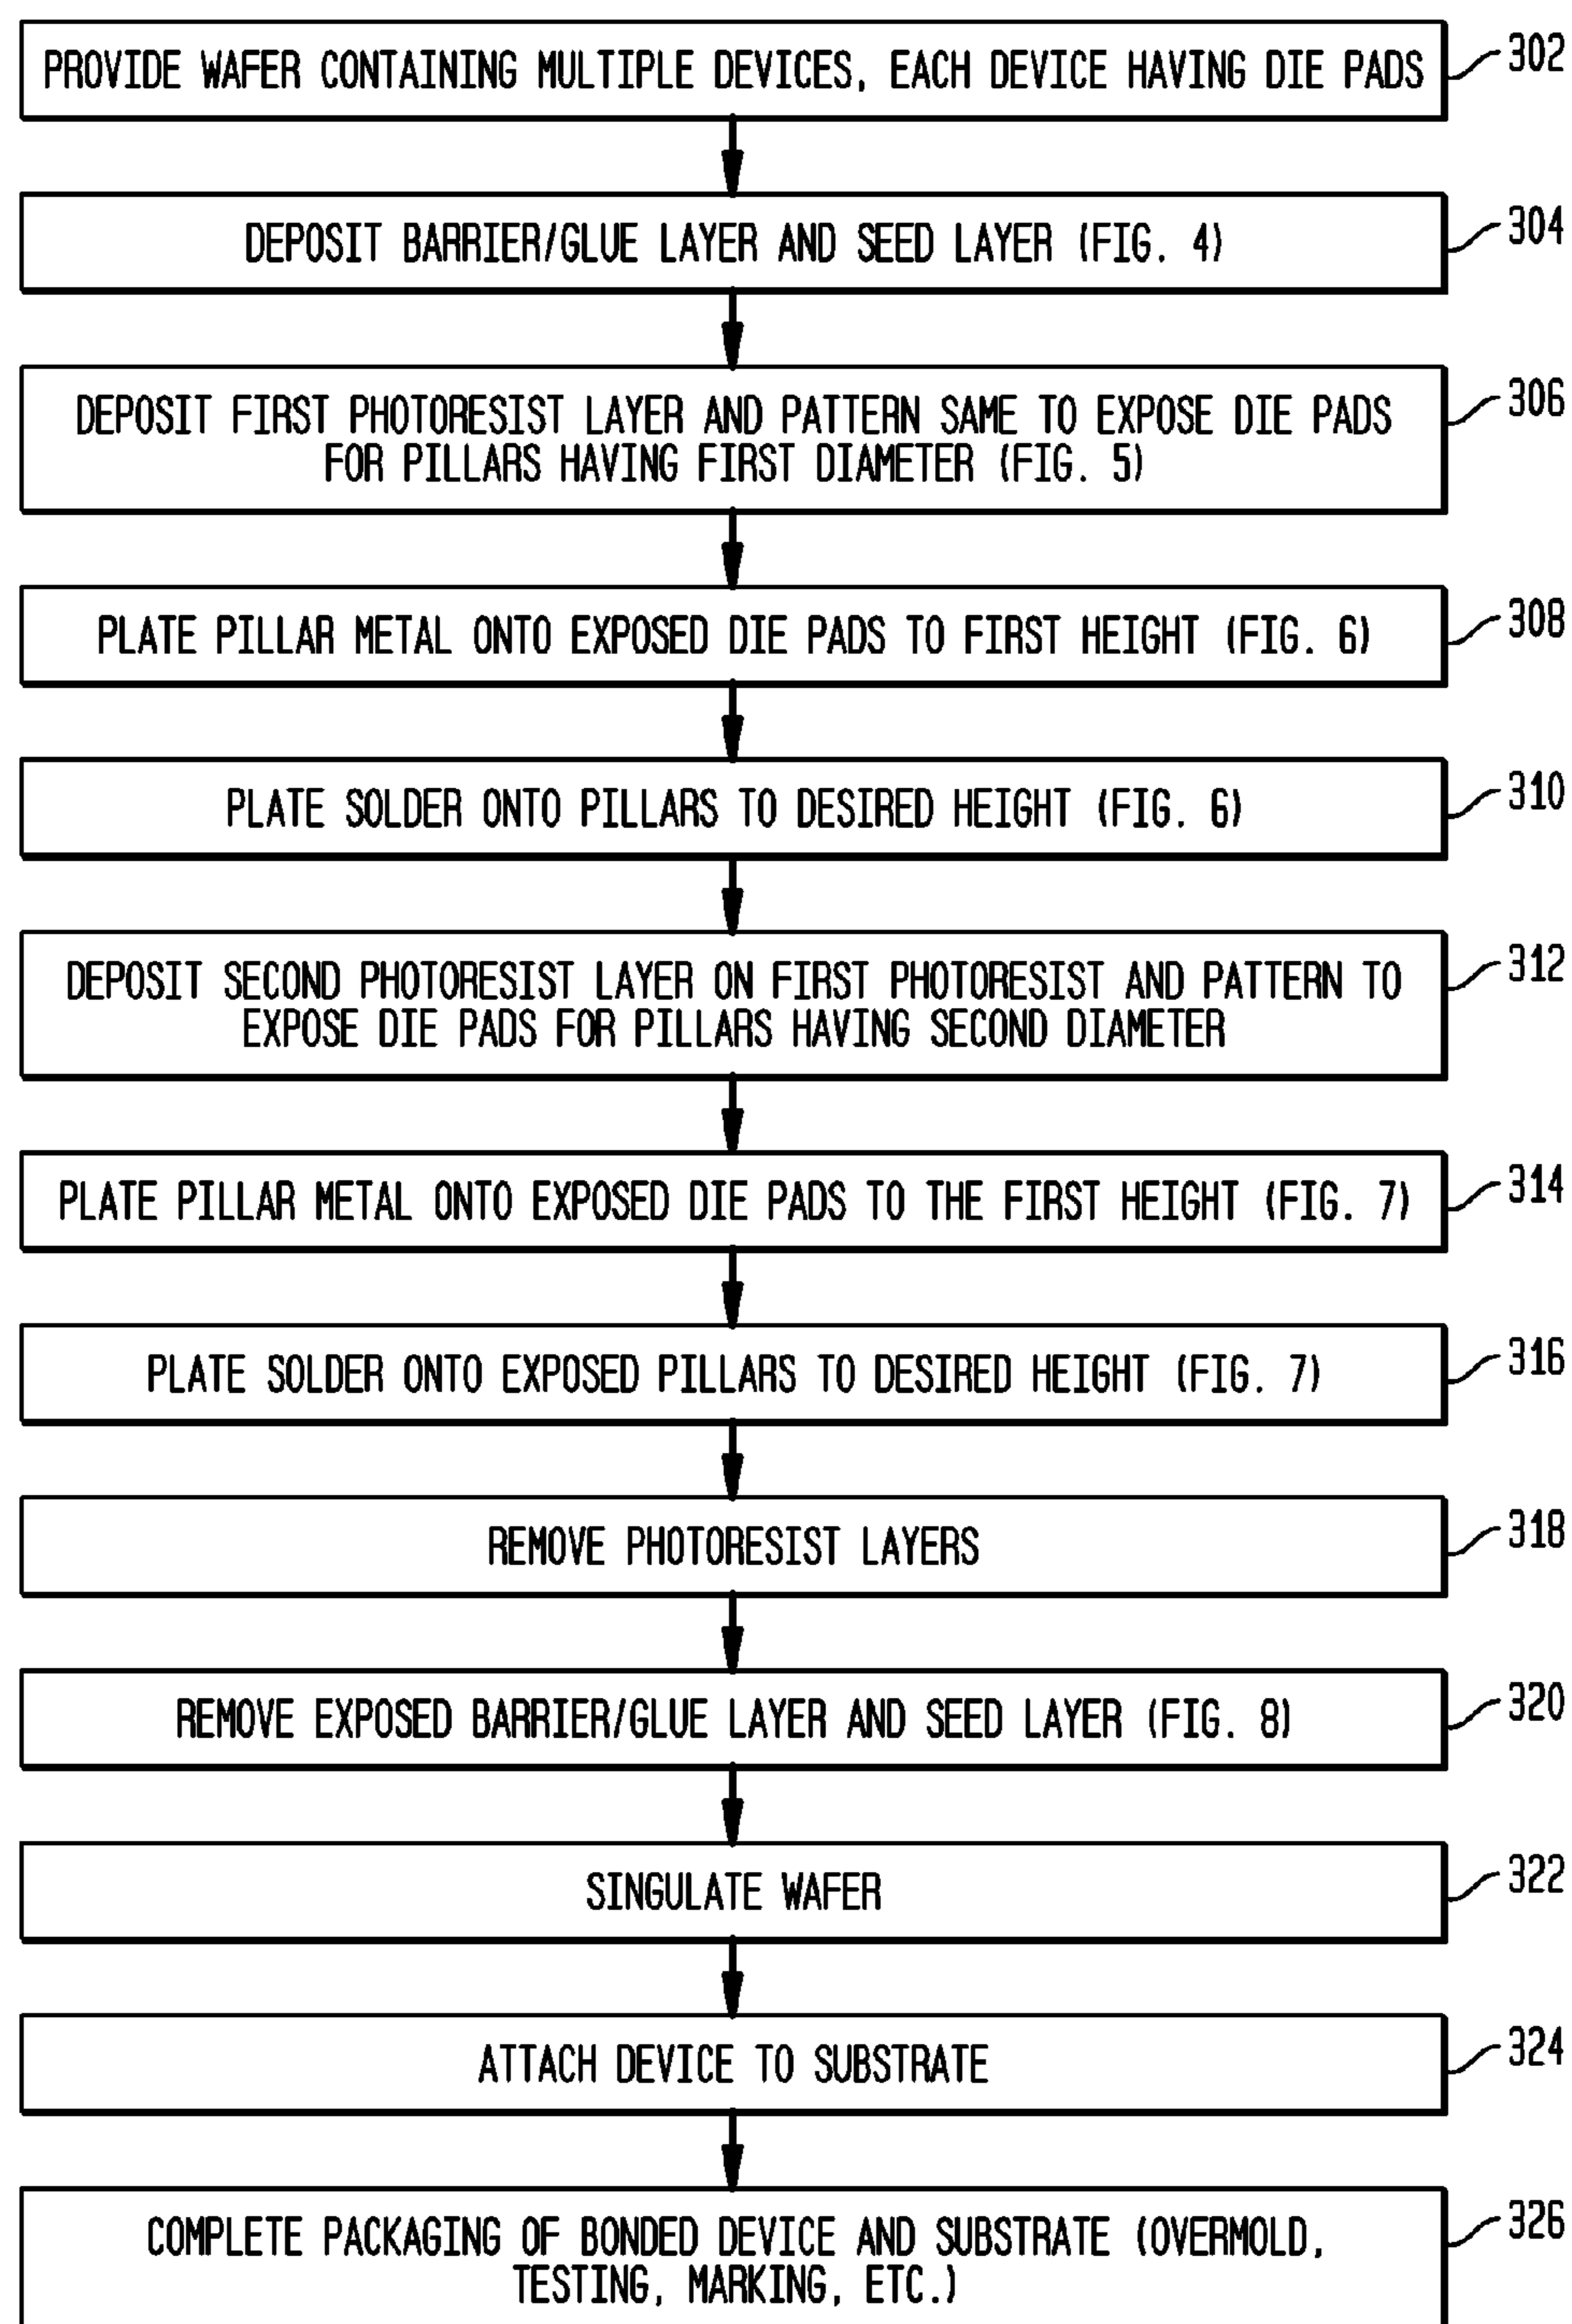 PROVIDE WAFER CONTAINING MULTIPLE DEVICES, EACH DEVICE HAVING DIE PADS
302
DEPOSIT BARRIER/GLUE LAYER AND SEED LAYER (FIG. 4)
304
DEPOSIT FIRST PHOTORESIST LAYER AND PATTERN SAME TO EXPOSE DIE PADS
FOR PILLARS HAVING FIRST DIAMETER (FIG. 5)
306
PLATE PILLAR METAL ONTO EXPOSED DIE PADS TO FIRST HEIGHT (FIG. 6)
308
PLATE SOLDER ONTO PILLARS TO DESIRED HEIGHT (FIG. 6)
310
DEPOSIT SECOND PHOTORESIST LAYER ON FIRST PHOTORESIST AND PATTERN TO
EXPOSE DIE PADS FOR PILLARS HAVING SECOND DIAMETER
312
PLATE PILLAR METAL ONTO EXPOSED DIE PADS TO THE FIRST HEIGHT (FIG. 7)
314
PLATE SOLDER ONTO EXPOSED PILLARS TO DESIRED HEIGHT (FIG. 7)
316
REMOVE PHOTORESIST LAYERS
318
REMOVE EXPOSED BARRIER/GLUE LAYER AND SEED LAYER (FIG. 8)
320
SINGULATE WAFER
322
ATTACH DEVICE TO SUBSTRATE
324
COMPLETE PACKAGING OF BONDED DEVICE AND SUBSTRATE (OVERMOLD,
TESTING, MARKING, ETC.)
326